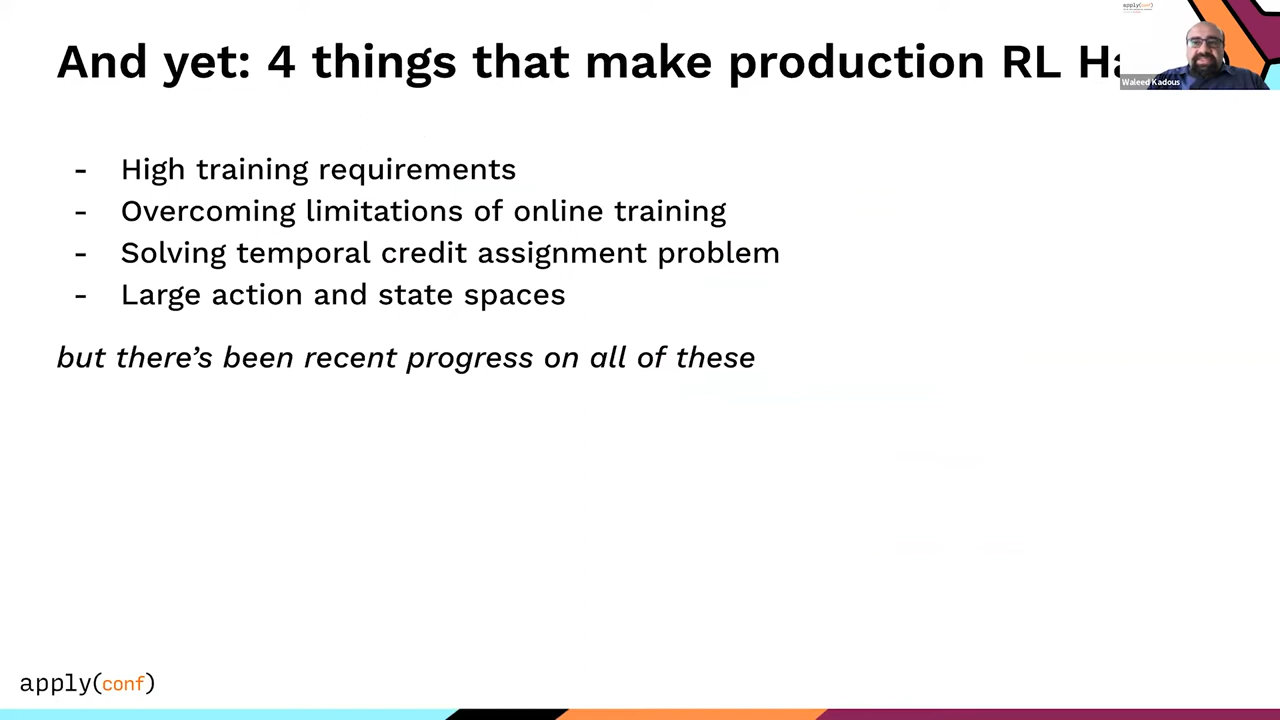 And yet: 4 things that make production RL Ha
- High training requirements
- Overcoming limitations of online training
- Solving temporal credit assignment problem
- Large action and state spaces
but there's been recent progress on all of these
apply(conf)
Waleed Kadous
apply(conf)